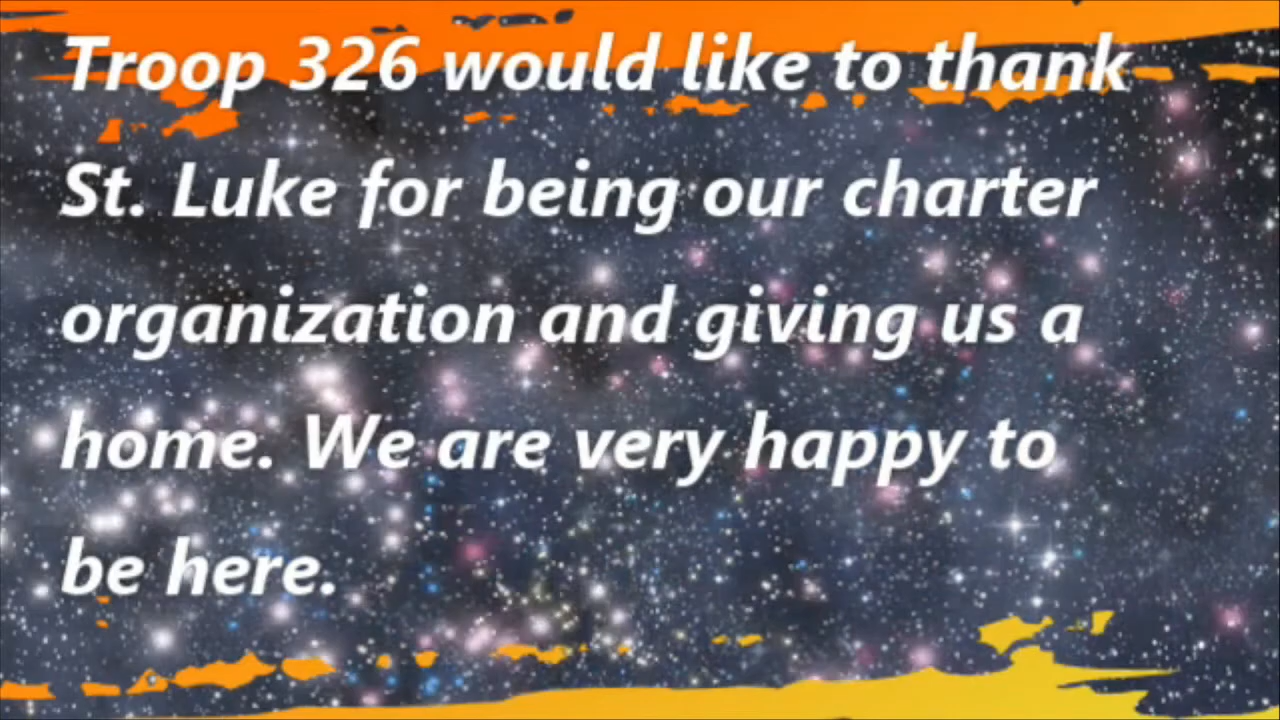 Troop 326 would like to thank
St. Luke for being our charter
organization and giving us a
home. We are very happy to
be here.